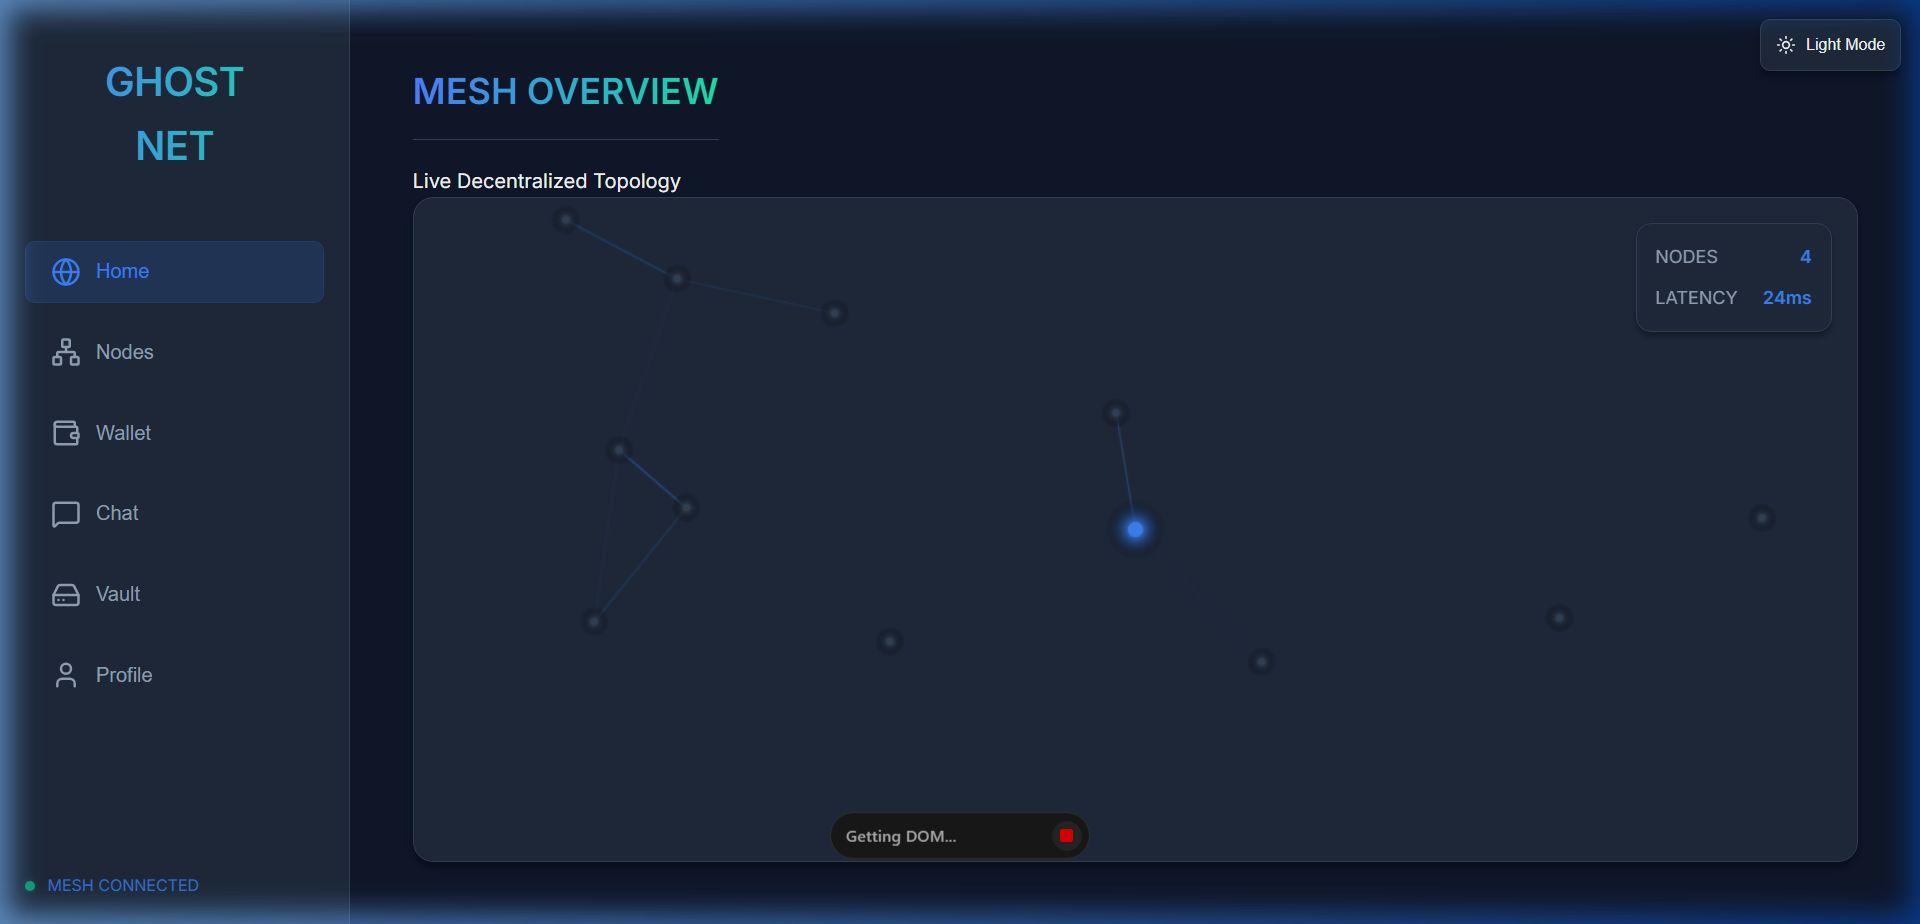 GHOST
NET
Home
Nodes
Wallet
Chat
Vault
Profile
MESH CONNECTED
Light Mode
MESH OVERVIEW
Live Decentralized Topology
NODES 4
LATENCY 24ms
Getting DOM...